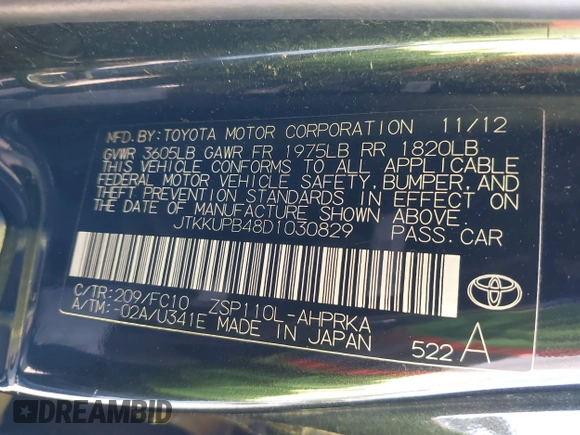 MFD. BY: TOYOTA MOTOR CORPORATION 11/12
GVWR 3605LB GAWR FR 1975LB RR 1820LB
THIS VEHICLE CONFORMS TO ALL APPLICABLE
FEDERAL MOTOR VEHICLE SAFETY, BUMPER, AND
THEFT PREVENTION STANDARDS IN EFFECT ON
THE DATE OF MANUFACTURE SHOWN ABOVE.
JTKKUPB48D1030829 PASS. CAR
C/TR: 209/FC10 ZSP110L-AHPRKA
A/TM: -02A/U341E MADE IN JAPAN
522 A
DREAMBID